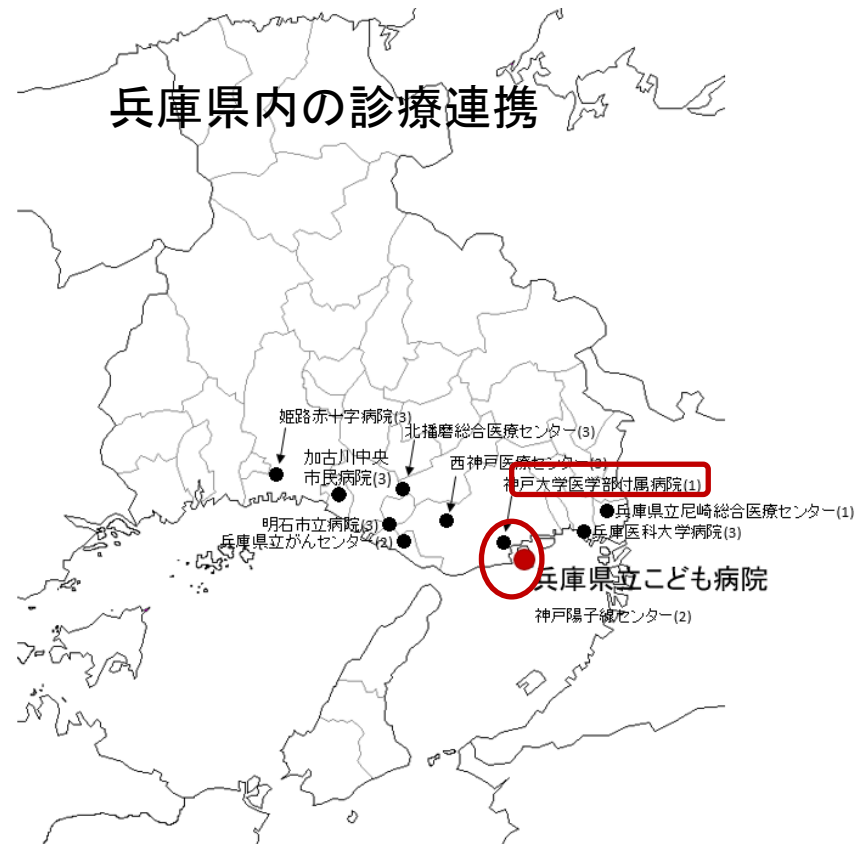 兵庫県内の診療連携
姫路赤十字病院(3)
北播磨総合医療センター(3)
加古川中央
市民病院(3)
西神戸医療センター(3)
神戸大学医学部付属病院(1)
兵庫県立尼崎総合医療センター(1)
明石市立病院(3)
兵庫医科大学病院(3)
兵庫県立がんセンター(2)
兵庫県立こども病院
神戸陽子線センター(2)